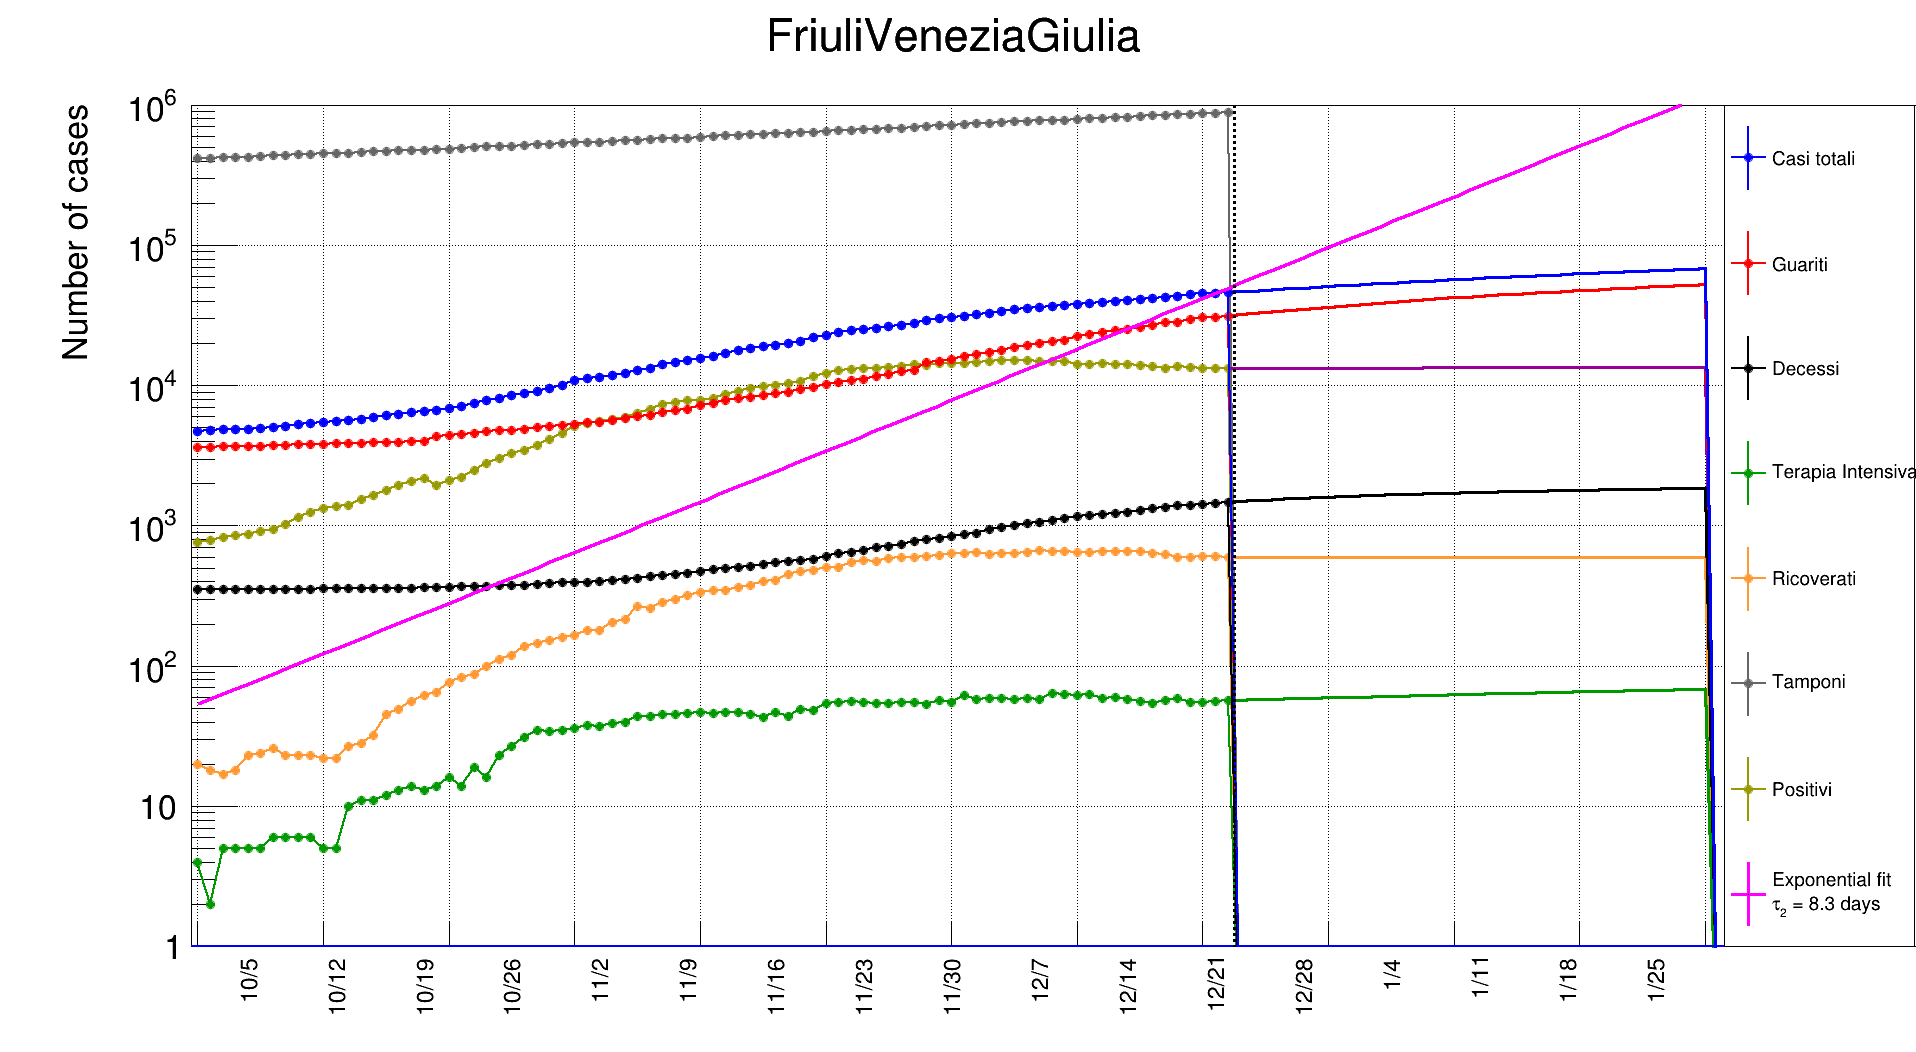 FriuliVeneziaGiulia
Number of cases
10^6
10^5
10^4
10^3
10^2
10
1
10/5 10/12 10/19 10/26 11/2 11/9 11/16 11/23 11/30 12/7 12/14 12/21 12/28 1/4 1/11 1/18 1/25
Casi totali
Guariti
Decessi
Terapia Intensiva
Ricoverati
Tamponi
Positivi
Exponential fit
τ_2 = 8.3 days